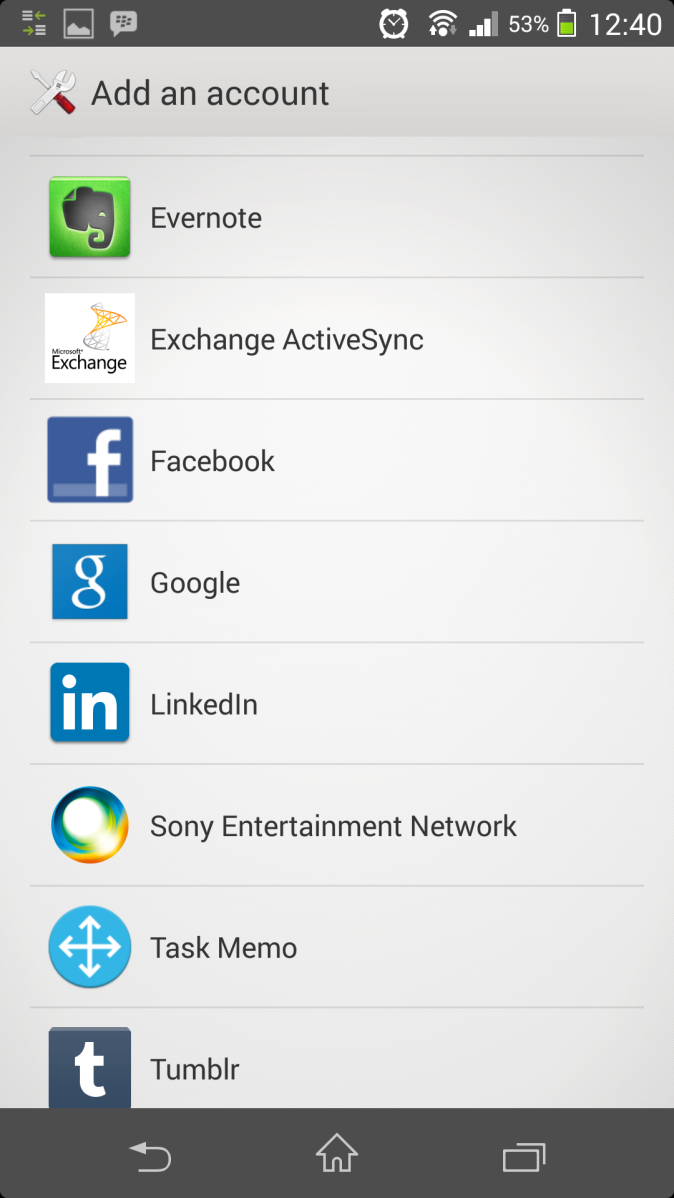 53% 12:40
Add an account
Evernote
Microsoft®
Exchange
Exchange ActiveSync
f
Facebook
g
Google
in
LinkedIn
Sony Entertainment Network
Task Memo
t
Tumblr